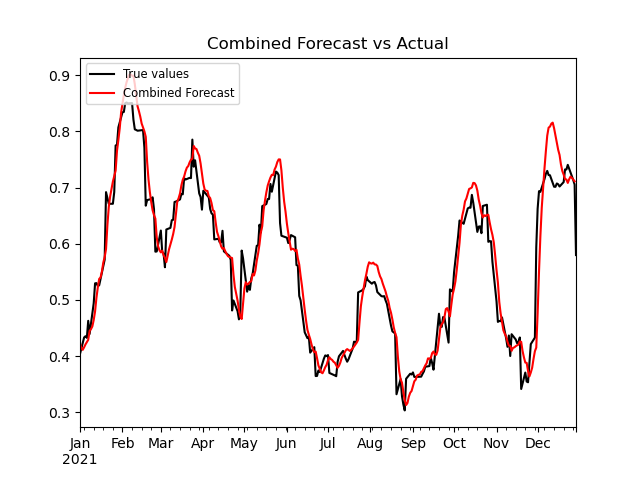 Combined Forecast vs Actual
True values
Combined Forecast
0.9
0.8
0.7
0.6
0.5
0.4
0.3
Jan Feb Mar Apr May Jun Jul Aug Sep Oct Nov Dec
2021